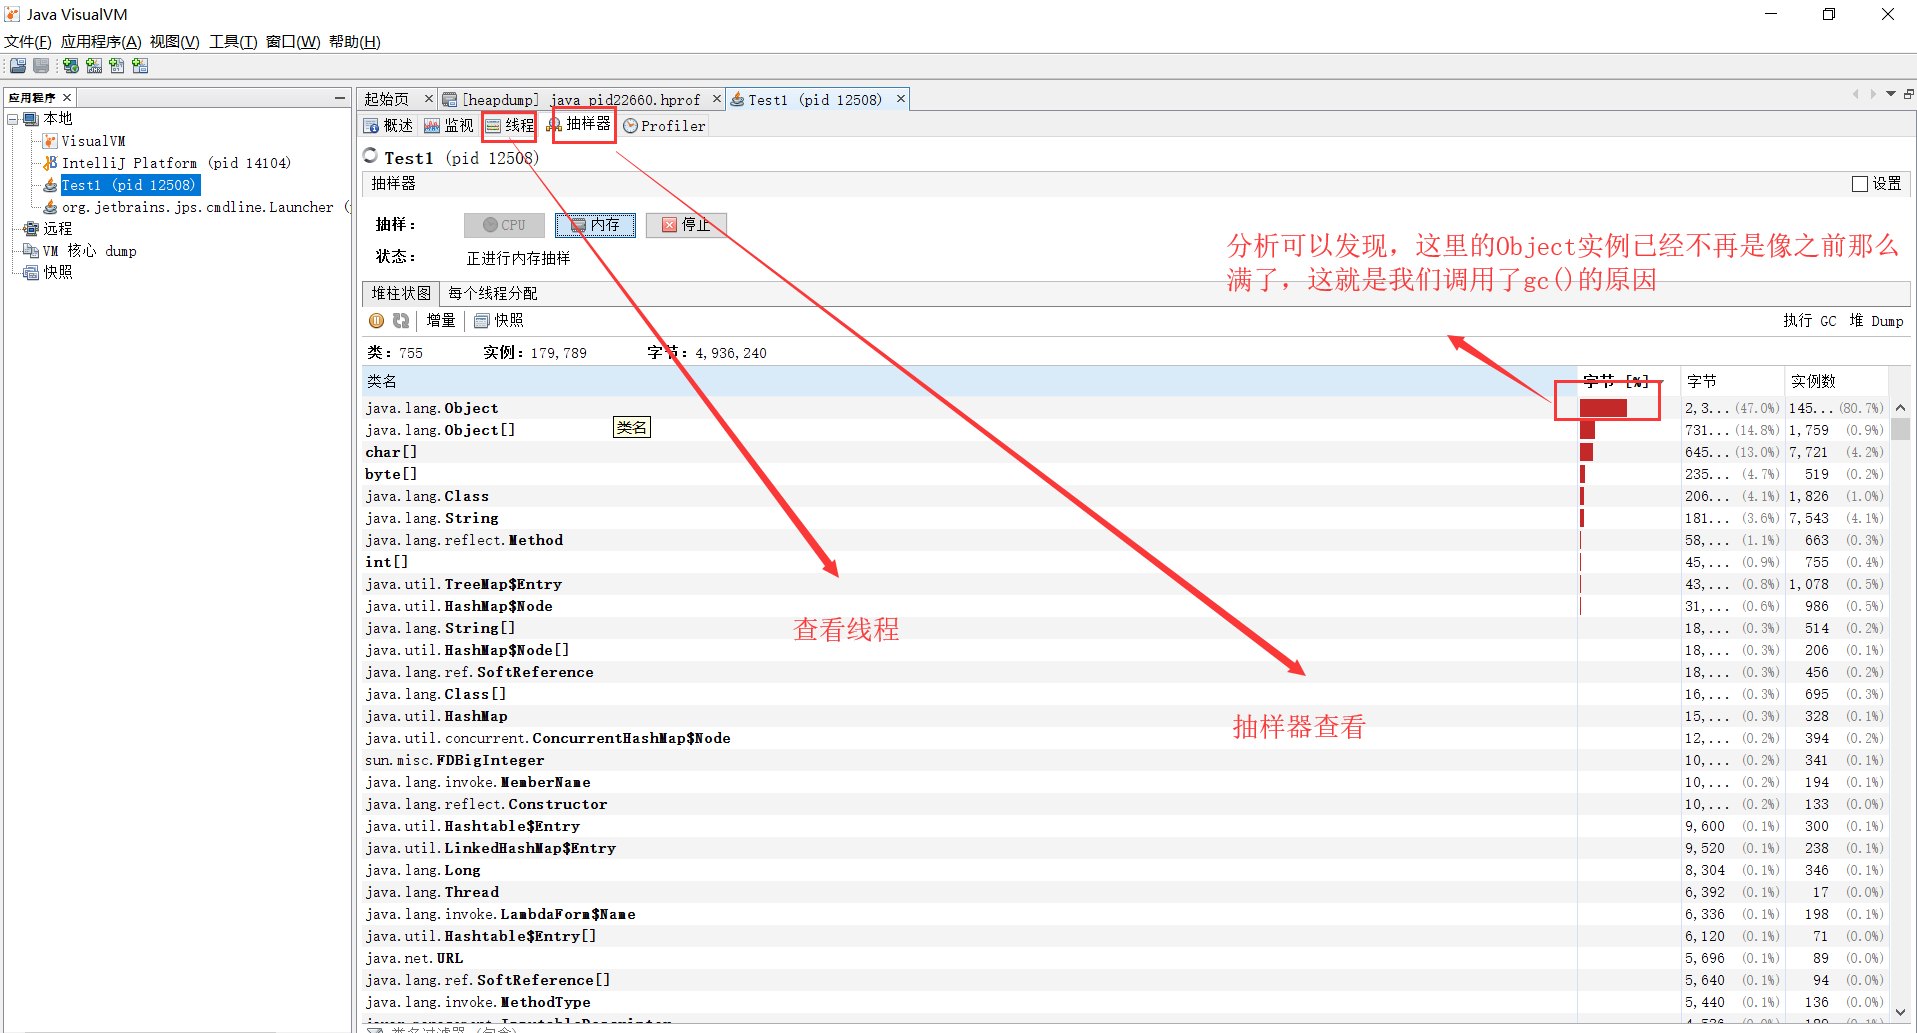 Java VisualVM
文件(F) 应用程序(A) 视图(V) 工具(T) 窗口(W) 帮助(H)
应用程序
本地
VisualVM
IntelliJ Platform (pid 14104)
Test1 (pid 12508)
org.jetbrains.jps.cmdline.Launcher (
远程
VM 核心 dump
快照
起始页 [heapdump] java_pid22660.hprof Test1 (pid 12508)
概述 监视 线程 抽样器 Profiler
Test1 (pid 12508)
抽样器 设置
抽样： CPU 内存 停止
状态： 正进行内存抽样
分析可以发现，这里的Object实例已经不再是像之前那么
满了，这就是我们调用了gc()的原因
堆柱状图 每个线程分配
增量 快照 执行 GC 堆 Dump
类：755 实例：179,789 字节：4,936,240
类名 字节 [%] 字节 实例数
java.lang.Object 2,3... (47.0%) 145... (80.7%)
java.lang.Object[] 731... (14.8%) 1,759 (0.9%)
类名
char[] 645... (13.0%) 7,721 (4.2%)
byte[] 235... (4.7%) 519 (0.2%)
java.lang.Class 206... (4.1%) 1,826 (1.0%)
java.lang.String 181... (3.6%) 7,543 (4.1%)
java.lang.reflect.Method 58,... (1.1%) 663 (0.3%)
int[] 45,... (0.9%) 755 (0.4%)
java.util.TreeMap$Entry 43,... (0.8%) 1,078 (0.5%)
java.util.HashMap$Node 31,... (0.6%) 986 (0.5%)
java.lang.String[] 18,... (0.3%) 514 (0.2%)
查看线程
java.util.HashMap$Node[] 18,... (0.3%) 206 (0.1%)
java.lang.ref.SoftReference 18,... (0.3%) 456 (0.2%)
java.lang.Class[] 16,... (0.3%) 695 (0.3%)
java.util.HashMap 15,... (0.3%) 328 (0.1%)
抽样器查看
java.util.concurrent.ConcurrentHashMap$Node 12,... (0.2%) 394 (0.2%)
sun.misc.FDBigInteger 10,... (0.2%) 341 (0.1%)
java.lang.invoke.MemberName 10,... (0.2%) 194 (0.1%)
java.lang.reflect.Constructor 10,... (0.2%) 133 (0.0%)
java.util.Hashtable$Entry 9,600 (0.1%) 300 (0.1%)
java.util.LinkedHashMap$Entry 9,520 (0.1%) 238 (0.1%)
java.lang.Long 8,304 (0.1%) 346 (0.1%)
java.lang.Thread 6,392 (0.1%) 17 (0.0%)
java.lang.invoke.LambdaForm$Name 6,336 (0.1%) 198 (0.1%)
java.util.Hashtable$Entry[] 6,120 (0.1%) 71 (0.0%)
java.net.URL 5,696 (0.1%) 89 (0.0%)
java.lang.ref.SoftReference[] 5,640 (0.1%) 94 (0.0%)
java.lang.invoke.MethodType 5,440 (0.1%) 136 (0.0%)